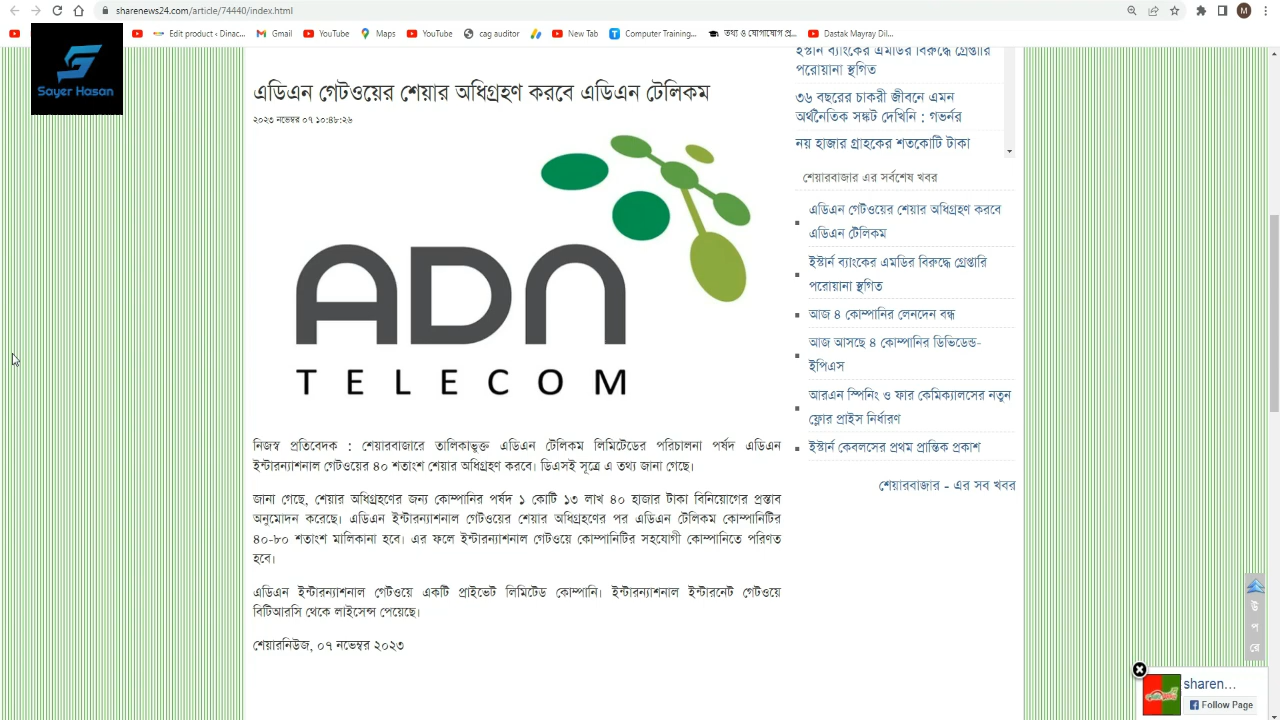 sharenews24.com/article/74440/index.html
M
Edit product ‹ Dinac...
Gmail
YouTube
Maps
YouTube
cag auditor
New Tab
Computer Training...
তথ্য ও যোগাযোগ প্র...
Dastak Mayray Dil...
S
Sayer Hasan
এডিএন গেটওয়ের শেয়ার অধিগ্রহণ করবে এডিএন টেলিকম
২০২৩ নভেম্বর ০৭ ১০:৪৮:২৬
ADN
TELECOM
নিজস্ব প্রতিবেদক : শেয়ারবাজারে তালিকাভুক্ত এডিএন টেলিকম লিমিটেডের পরিচালনা পর্ষদ এডিএন
ইন্টারন্যাশনাল গেটওয়ের ৪০ শতাংশ শেয়ার অধিগ্রহণ করবে। ডিএসই সূত্রে এ তথ্য জানা গেছে।
জানা গেছে, শেয়ার অধিগ্রহণের জন্য কোম্পানির পর্ষদ ১ কোটি ১৩ লাখ ৪০ হাজার টাকা বিনিয়োগের প্রস্তাব
অনুমোদন করেছে। এডিএন ইন্টারন্যাশনাল গেটওয়ের শেয়ার অধিগ্রহণের পর এডিএন টেলিকম কোম্পানিটির
৪০-৮০ শতাংশ মালিকানা হবে। এর ফলে ইন্টারন্যাশনাল গেটওয়ে কোম্পানিটির সহযোগী কোম্পানিতে পরিণত
হবে।
এডিএন ইন্টারন্যাশনাল গেটওয়ে একটি প্রাইভেট লিমিটেড কোম্পানি। ইন্টারন্যাশনাল ইন্টারনেট গেটওয়ে
বিটিআরসি থেকে লাইসেন্স পেয়েছে।
শেয়ারনিউজ, ০৭ নভেম্বর ২০২৩
ইস্টার্ন ব্যাংকের এমডির বিরুদ্ধে গ্রেপ্তারি
পরোয়ানা স্থগিত
৩৬ বছরের চাকরী জীবনে এমন
অর্থনৈতিক সঙ্কট দেখিনি : গভর্নর
নয় হাজার গ্রাহকের শতকোটি টাকা
শেয়ারবাজার এর সর্বশেষ খবর
এডিএন গেটওয়ের শেয়ার অধিগ্রহণ করবে
এডিএন টেলিকম
ইস্টার্ন ব্যাংকের এমডির বিরুদ্ধে গ্রেপ্তারি
পরোয়ানা স্থগিত
আজ ৪ কোম্পানির লেনদেন বন্ধ
আজ আসছে ৪ কোম্পানির ডিভিডেন্ড-
ইপিএস
আরএন স্পিনিং ও ফার কেমিক্যালসের নতুন
ফ্লোর প্রাইস নির্ধারণ
ইস্টার্ন কেবলসের প্রথম প্রান্তিক প্রকাশ
শেয়ারবাজার - এর সব খবর
উ
প
রে
sharen...
Follow Page